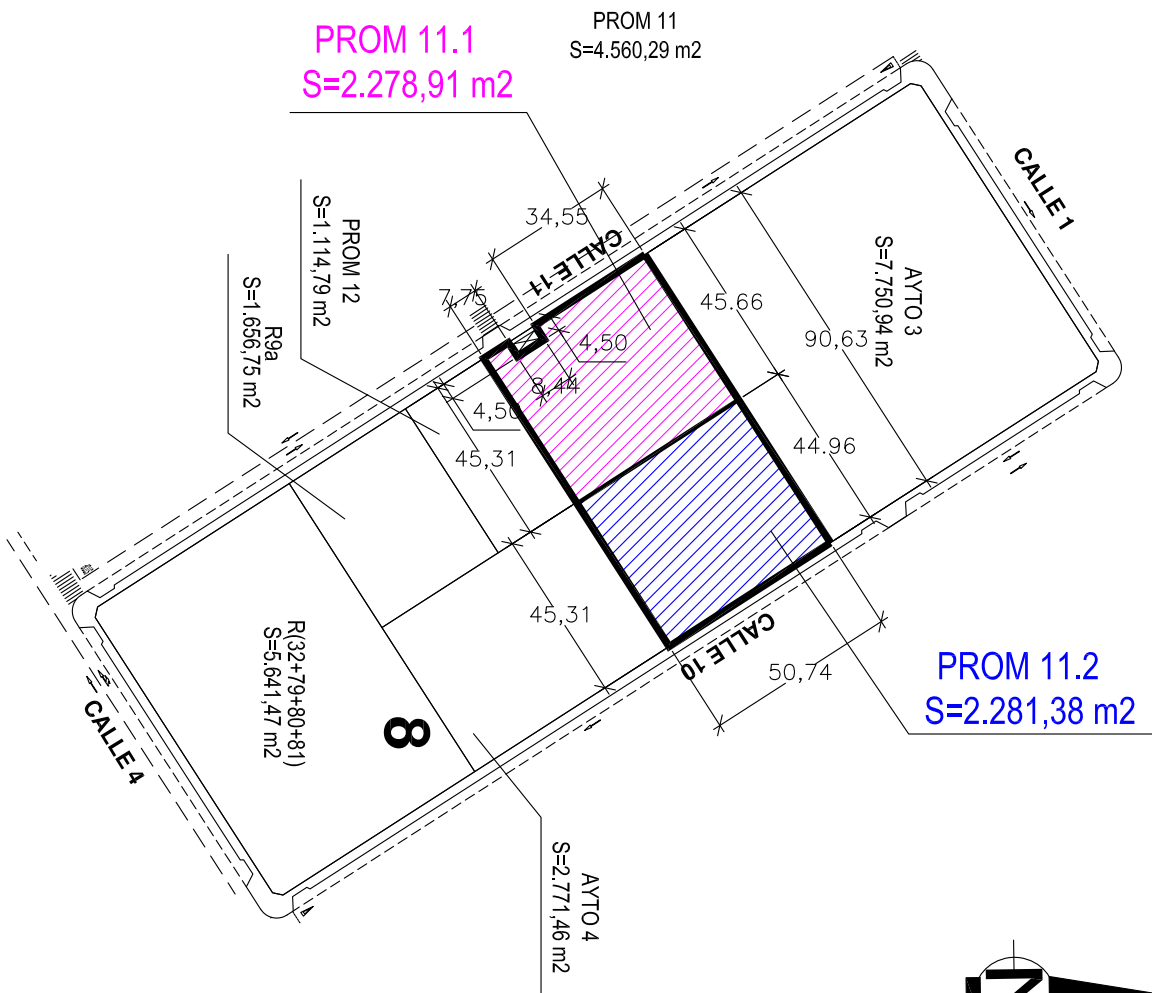 PROM 11
S=4.560,29 m2
PROM 11.1
S=2.278,91 m2
CALLE 1
PROM 12
S=1.114,79 m2
R9a
S=1.656,75 m2
34,55
CALLE 11
7,75
4,50
8,44
4,50
45,31
45.66
90,63
AYTO 3
S=7.750,94 m2
44.96
45,31
CALLE 10
50,74
PROM 11.2
S=2.281,38 m2
R(32+79+80+81)
S=5.641,47 m2
8
CALLE 4
AYTO 4
S=2.771,46 m2
N